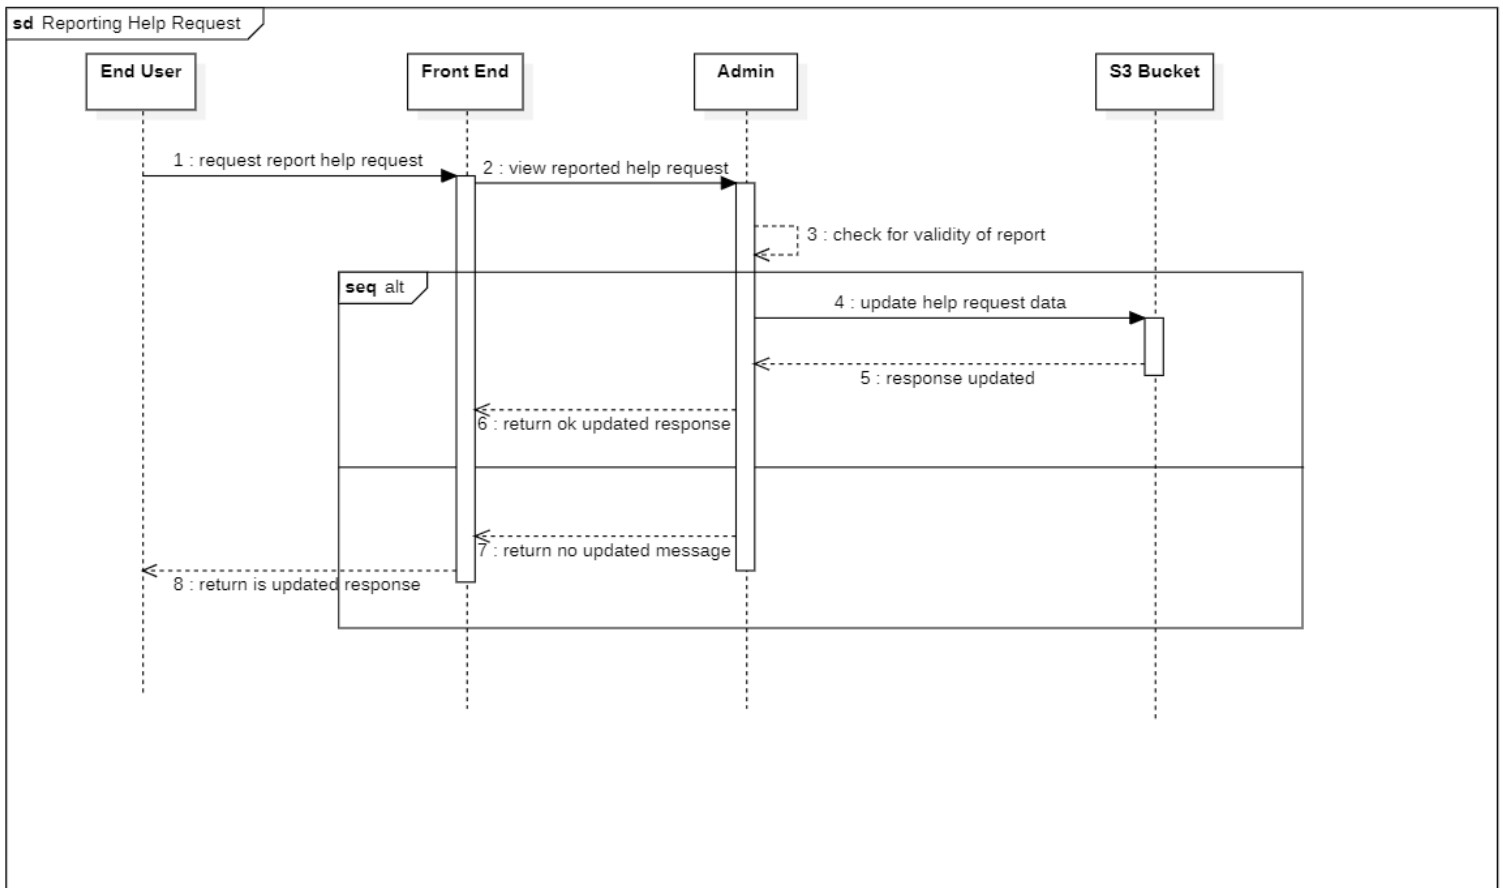 sd Reporting Help Request
End User
Front End
Admin
S3 Bucket
1 : request report help request
2 : view reported help request
3 : check for validity of report
seq alt
4 : update help request data
5 : response updated
6 : return ok updated response
7 : return no updated message
8 : return is updated response